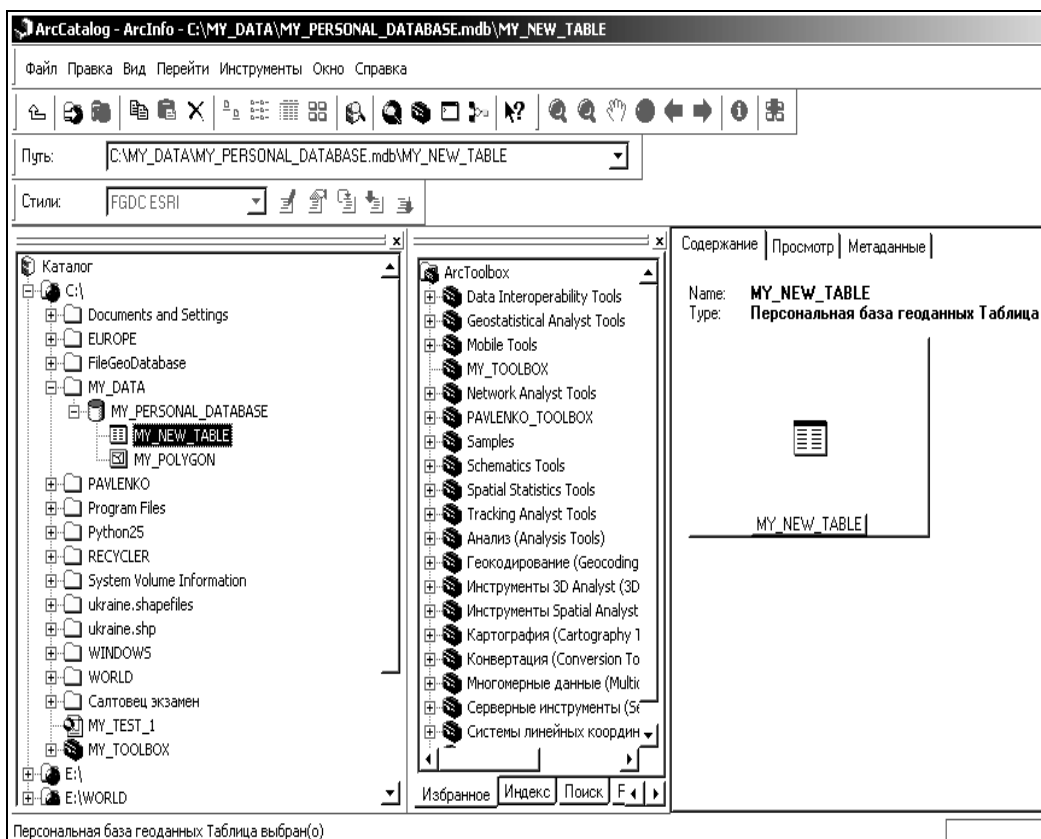 ArcCatalog - ArcInfo - C:\MY_DATA\MY_PERSONAL_DATABASE.mdb\MY_NEW_TABLE
Файл Правка Вид Перейти Инструменты Окно Справка
Путь: C:\MY_DATA\MY_PERSONAL_DATABASE.mdb\MY_NEW_TABLE
Стили: FGDC ESRI
Каталог
C:\
Documents and Settings
EUROPE
FileGeoDatabase
MY_DATA
MY_PERSONAL_DATABASE
MY_NEW_TABLE
MY_POLYGON
PAVLENKO
Program Files
Python25
RECYCLER
System Volume Information
ukraine.shapefiles
ukraine.shp
WINDOWS
WORLD
Салтовец экзамен
MY_TEST_1
MY_TOOLBOX
E:\
E:\WORLD
ArcToolbox
Data Interoperability Tools
Geostatistical Analyst Tools
Mobile Tools
MY_TOOLBOX
Network Analyst Tools
PAVLENKO_TOOLBOX
Samples
Schematics Tools
Spatial Statistics Tools
Tracking Analyst Tools
Анализ (Analysis Tools)
Геокодирование (Geocoding
Инструменты 3D Analyst (3D
Инструменты Spatial Analyst
Картография (Cartography T
Конвертация (Conversion To
Многомерные данные (Multic
Серверные инструменты (Se
Системы линейных координ
Избранное Индекс Поиск F
Содержание Просмотр Метаданные
Name: MY_NEW_TABLE
Type: Персональная база геоданных Таблица
MY_NEW_TABLE
Персональная база геоданных Таблица выбран(о)